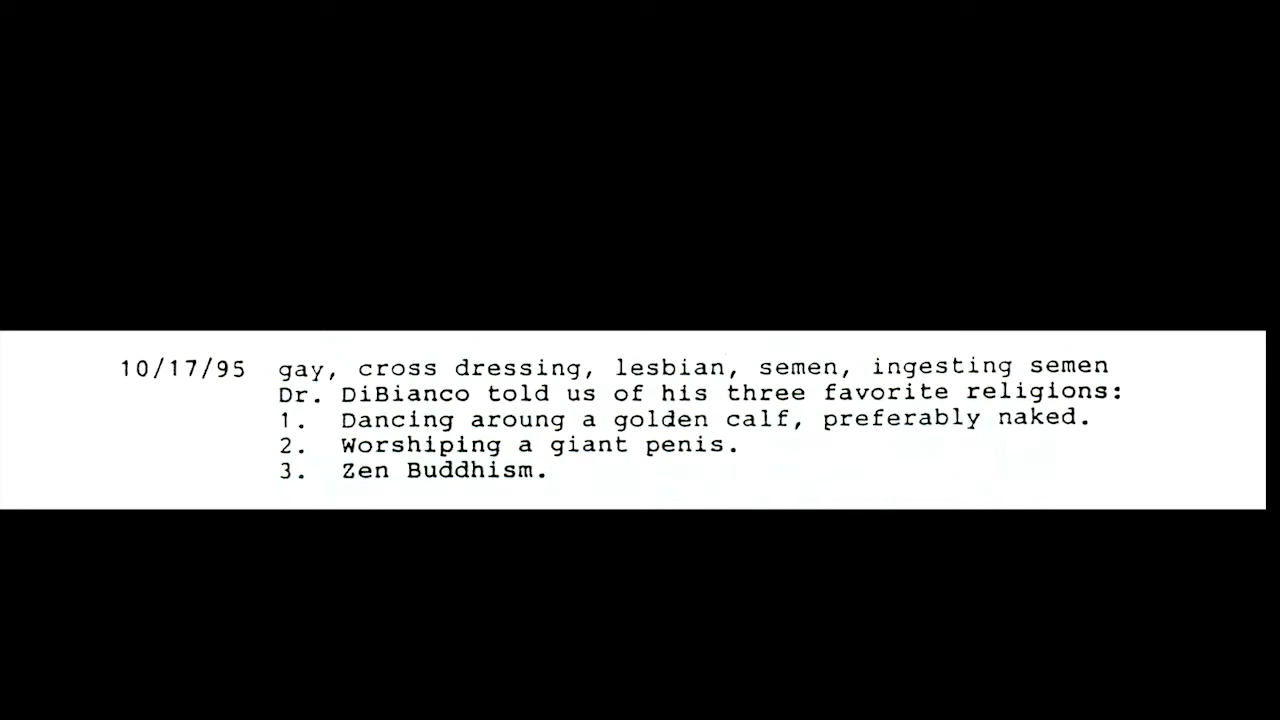 10/17/95 gay, cross dressing, lesbian, semen, ingesting semen
Dr. DiBianco told us of his three favorite religions:
1. Dancing aroung a golden calf, preferably naked.
2. Worshiping a giant penis.
3. Zen Buddhism.